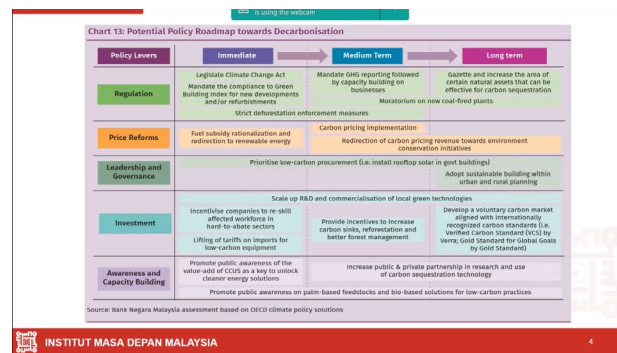 is using the webcam
Chart 13: Potential Policy Roadmap towards Decarbonisation
Policy Levers
Immediate
Medium Term
Long term
Regulation
Legislate Climate Change Act
Mandate the compliance to Green
Building Index for new developments
and/or refurbishments
Mandate GHG reporting followed
by capacity building on
businesses
Gazette and increase the area of
certain natural assets that can be
effective for carbon sequestration
Moratorium on new coal-fired plants
Strict deforestation enforcement measures
Price Reforms
Fuel subsidy rationalization and
redirection to renewable energy
Carbon pricing implementation
Redirection of carbon pricing revenue towards environment
conservation initiatives
Leadership and
Governance
Prioritise low-carbon procurement (i.e: install rooftop solar in govt buildings)
Adopt sustainable building within
urban and rural planning
Investment
Scale up R&D and commercialisation of local green technologies
Incentivise companies to re-skill
affected workforce in
hard-to-abate sectors
Lifting of tariffs on imports for
low-carbon equipment
Provide incentives to increase
carbon sinks, reforestation and
better forest management
Develop a voluntary carbon market
aligned with internationally
recognized carbon standards (i.e.
Verified Carbon Standard (VCS) by
Verra; Gold Standard for Global Goals
by Gold Standard)
Awareness and
Capacity Building
Promote public awareness of the
value-add of CCUS as a key to unlock
cleaner energy solutions
Increase public & private partnership in research and use
of carbon sequestration technology
Promote public awareness on palm-based feedstocks and bio-based solutions for low-carbon practices
Source: Bank Negara Malaysia assessment based on OECD climate policy solutions
INSTITUT MASA DEPAN MALAYSIA
4